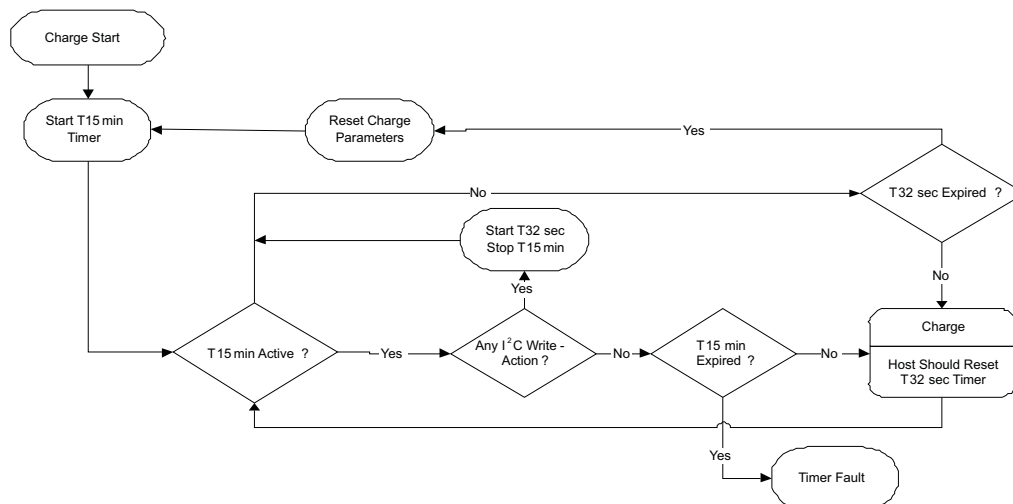 Charge Start
Start T15 min
Timer
Reset Charge
Parameters
Yes
No
T32 sec Expired ?
Start T32 sec
Stop T15 min
No
Yes
Charge
T15 min Active ?
Yes
Any I²C Write -
Action ?
No
T15 min
Expired ?
No
Host Should Reset
T32 sec Timer
Yes
Timer Fault